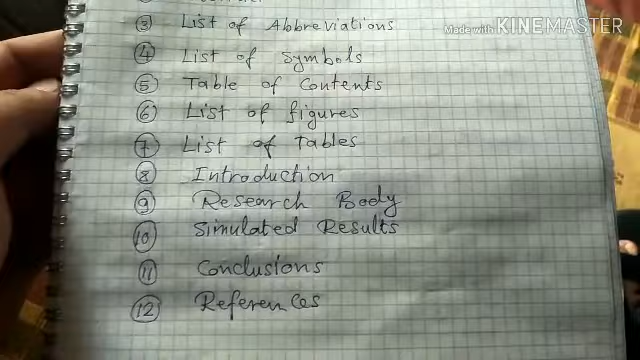 Made with KINEMASTER
③ List of Abbreviations
④ List of Symbols
⑤ Table of Contents
⑥ List of figures
⑦ List of Tables
⑧ Introduction
⑨ Research Body
⑩ Simulated Results
⑪ Conclusions
⑫ References